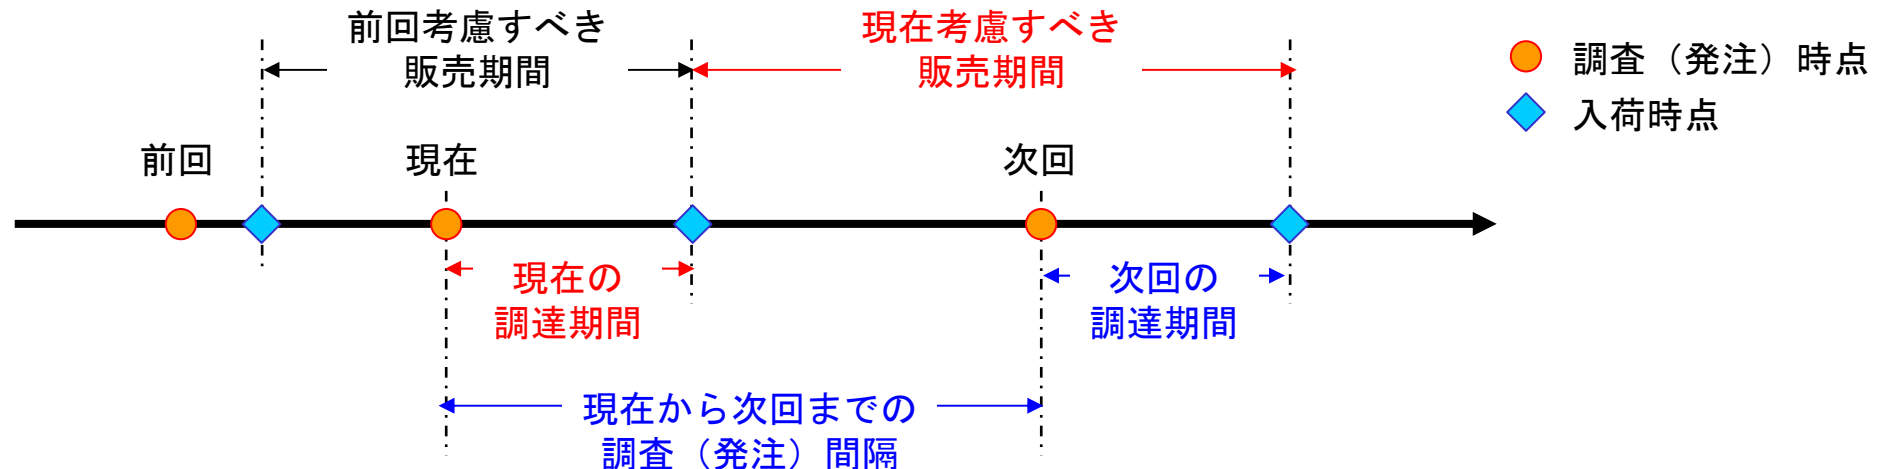 前回考慮すべき
販売期間
現在考慮すべき
販売期間
調査（発注）時点
入荷時点
前回
現在
次回
現在の
調達期間
次回の
調達期間
現在から次回までの
調査（発注）間隔